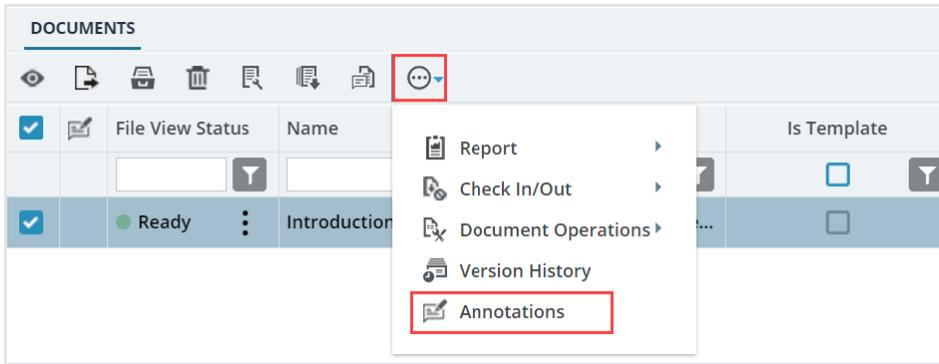 DOCUMENTS
File View Status Name Is Template
Report
Check In/Out
Ready Introduction ...
Document Operations
Version History
Annotations